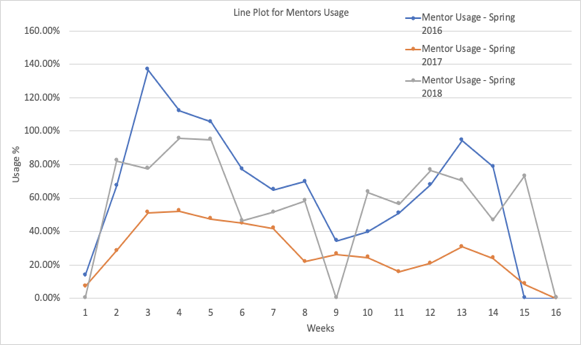 Line Plot for Mentors Usage
Mentor Usage - Spring
2016
Mentor Usage - Spring
2017
Mentor Usage - Spring
2018
160.00%
140.00%
120.00%
100.00%
80.00%
60.00%
40.00%
20.00%
0.00%
Usage %
1 2 3 4 5 6 7 8 9 10 11 12 13 14 15 16
Weeks